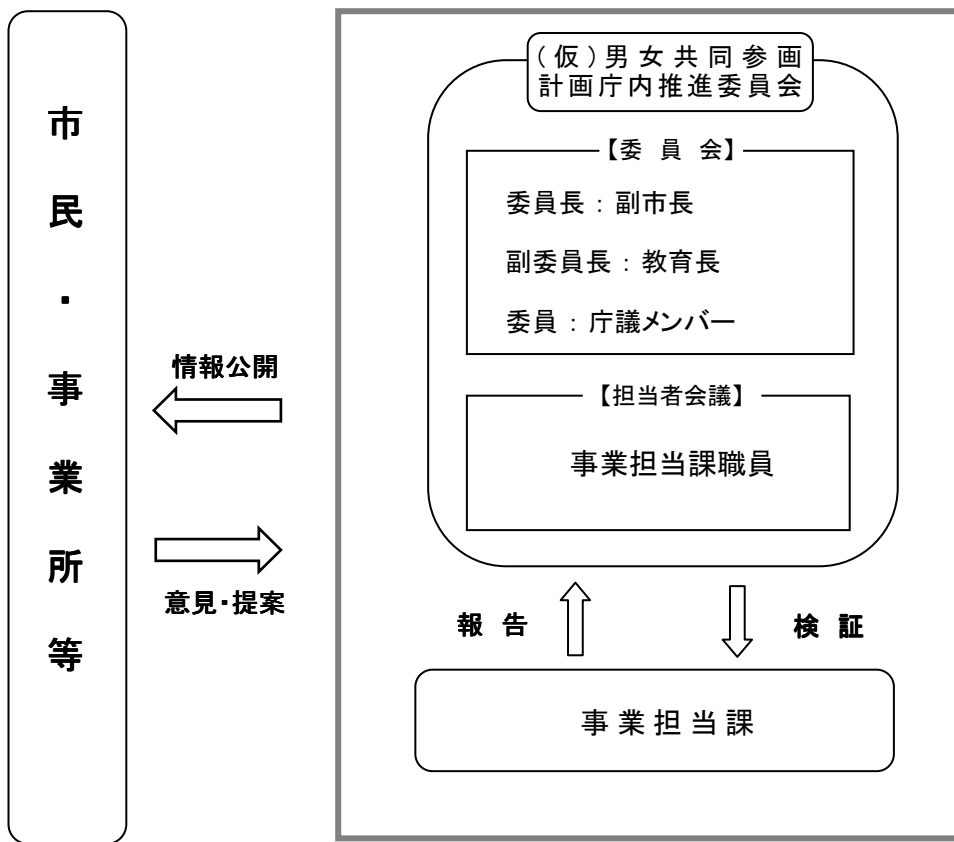 市民・事業所等
情報公開
意見・提案
(仮)男女共同参画
計画庁内推進委員会
【委員会】
委員長：副市長
副委員長：教育長
委員：庁議メンバー
【担当者会議】
事業担当課職員
報告
検証
事業担当課